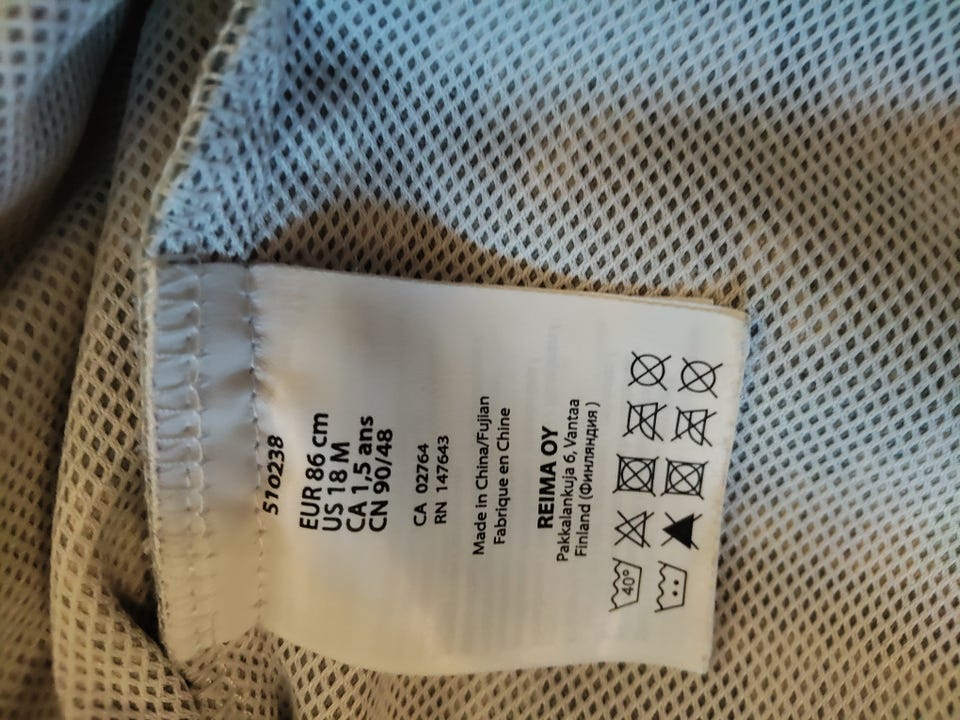 510238
EUR 86 cm
US 18 M
CA 1,5 ans
CN 90/48
CA 02764
RN 147643
Made in China/Fujian
Fabrique en Chine
REIMA OY
Pakkalankuja 6, Vantaa
Finland (Финляндия)
40°